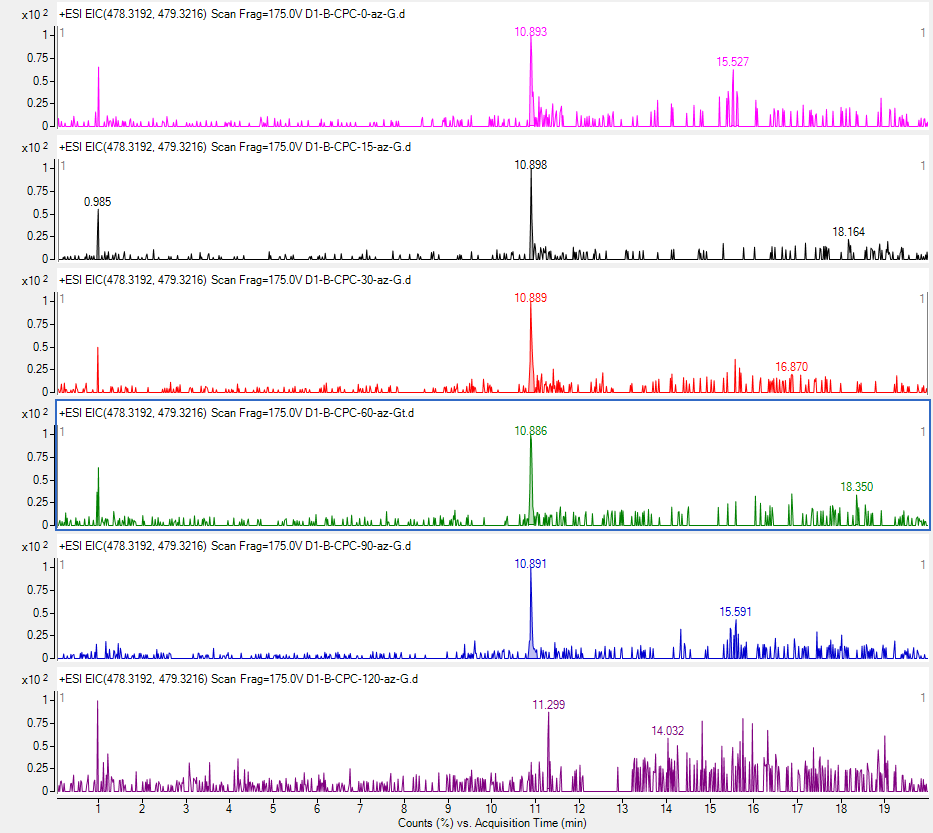 x10 2 +ESI EIC(478.3192, 479.3216) Scan Frag=175.0V D1-B-CPC-0-az-G.d
1 1 10.893 1
0.75 15.527
0.5
0.25
0
x10 2 +ESI EIC(478.3192, 479.3216) Scan Frag=175.0V D1-B-CPC-15-az-G.d
1 1 10.898 1
0.75
0.5 0.985
0.25 18.164
0
x10 2 +ESI EIC(478.3192, 479.3216) Scan Frag=175.0V D1-B-CPC-30-az-G.d
1 1 10.889 1
0.75
0.5
0.25 16.870
0
x10 2 +ESI EIC(478.3192, 479.3216) Scan Frag=175.0V D1-B-CPC-60-az-Gt.d
1 1 10.886 1
0.75
0.5 18.350
0.25
0
x10 2 +ESI EIC(478.3192, 479.3216) Scan Frag=175.0V D1-B-CPC-90-az-G.d
1 1 10.891 1
0.75
0.5 15.591
0.25
0
x10 2 +ESI EIC(478.3192, 479.3216) Scan Frag=175.0V D1-B-CPC-120-az-G.d
1 1 11.299 1
0.75 14.032
0.5
0.25
0
1 2 3 4 5 6 7 8 9 10 11 12 13 14 15 16 17 18 19
Counts (%) vs. Acquisition Time (min)